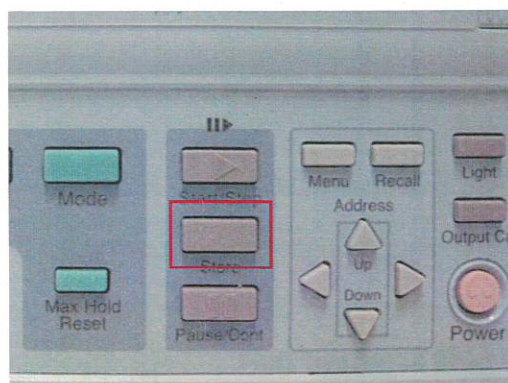 Mode
Max Hold
Reset
Start/Stop
Store
Pause/Cont
Menu
Recall
Address
Up
Down
Light
Output
Power